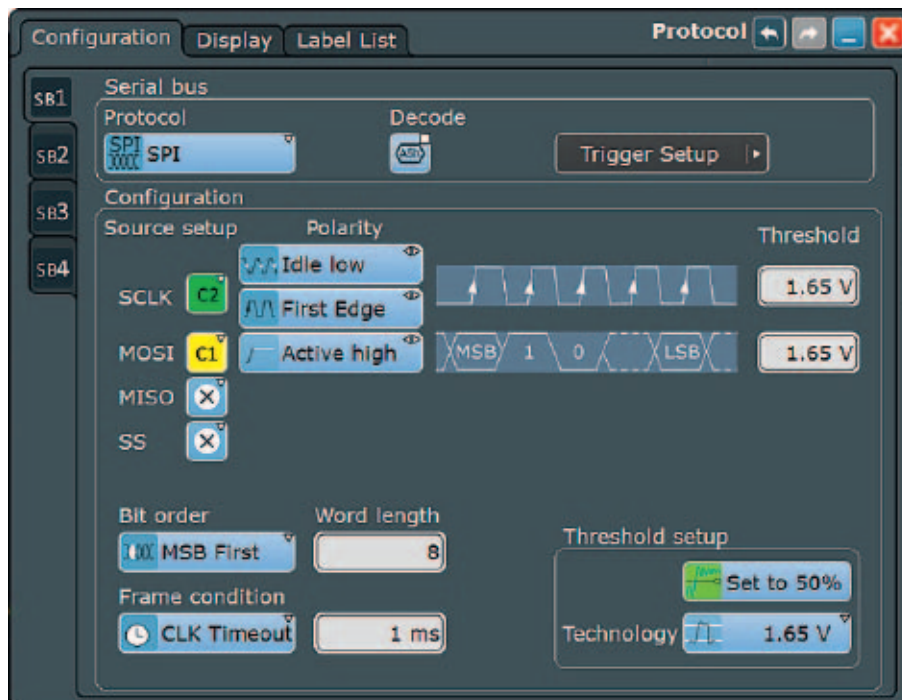 Configuration Display Label List Protocol
SB1
SB2
SB3
SB4
Serial bus
Protocol Decode
SPI SPI Trigger Setup
Configuration
Source setup Polarity Threshold
Idle low
SCLK C2 1.65 V
First Edge
MOSI C1 Active high MSB 1 0 LSB 1.65 V
MISO
SS
Bit order Word length
MSB First 8
Threshold setup
Set to 50%
Frame condition
CLK Timeout 1 ms
Technology 1.65 V